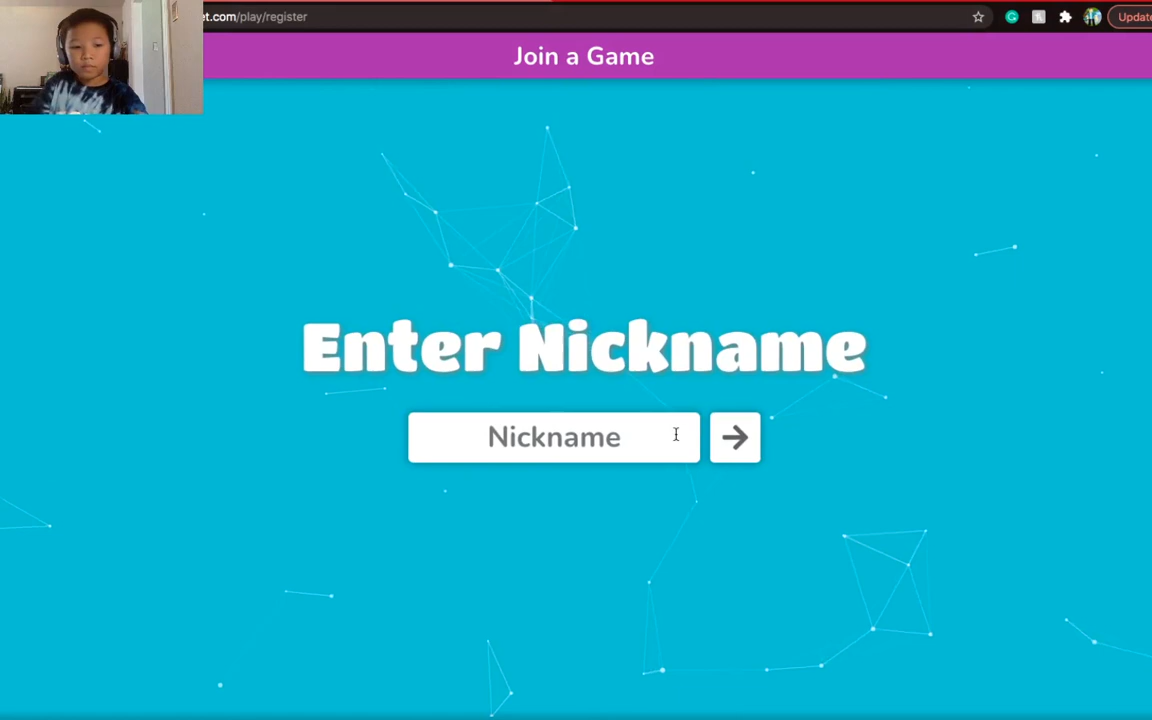 et.com/play/register
Update
Join a Game
Enter Nickname
Nickname